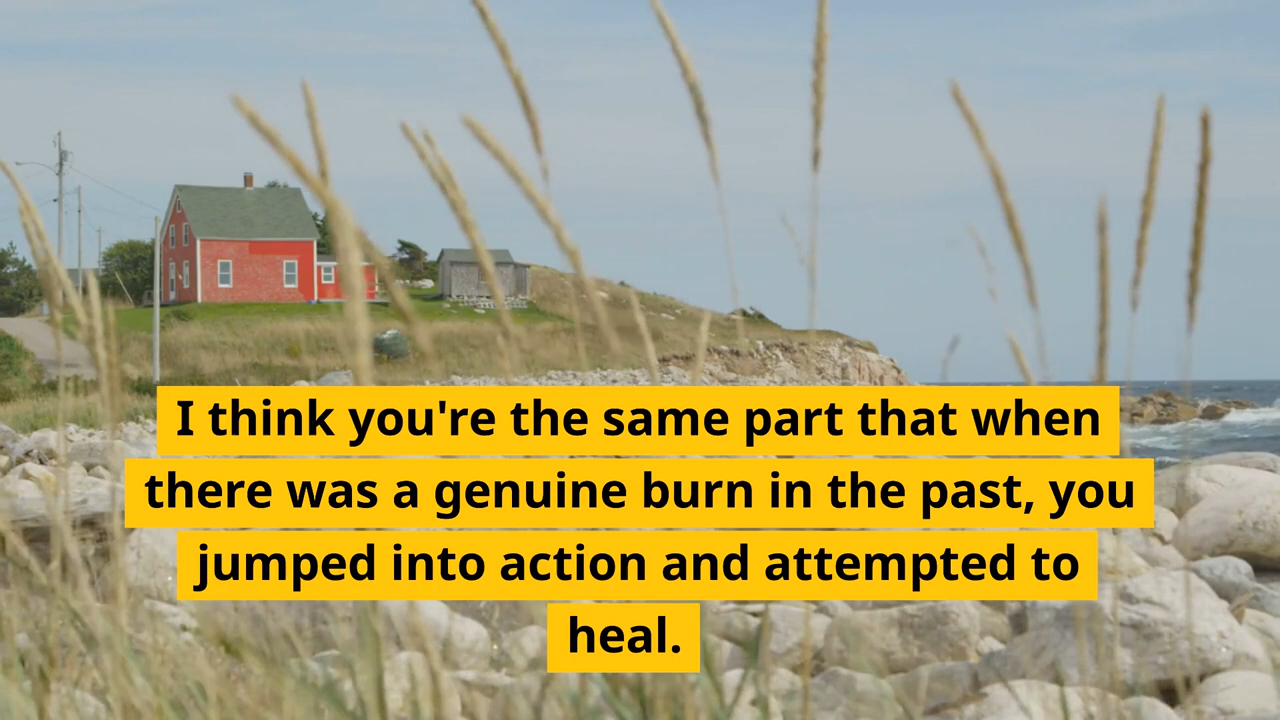 I think you're the same part that when
there was a genuine burn in the past, you
jumped into action and attempted to
heal.